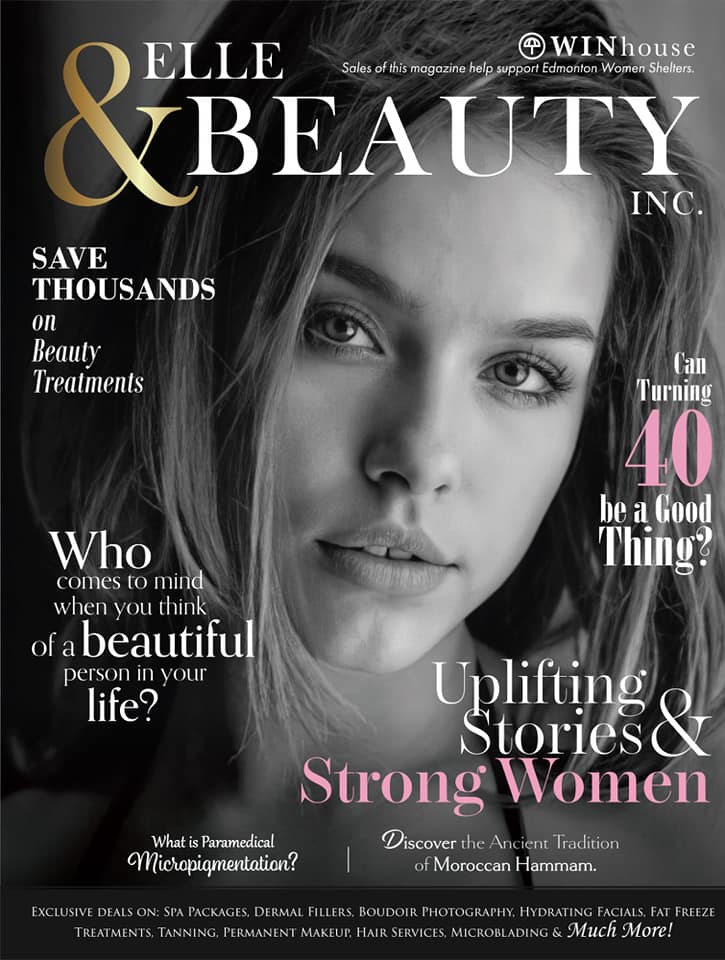 ELLE
& BEAUTY
INC.
WINhouse
Sales of this magazine help support Edmonton Women Shelters.
SAVE
THOUSANDS
on
Beauty
Treatments
Can
Turning
40
be a Good
Thing?
Who
comes to mind
when you think
of a beautiful
person in your
life?
Uplifting
Stories &
Strong Women
What is Paramedical
Micropigmentation?
Discover the Ancient Tradition
of Moroccan Hammam.
EXCLUSIVE DEALS ON: SPA PACKAGES, DERMAL FILLERS, BOUDOIR PHOTOGRAPHY, HYDRATING FACIALS, FAT FREEZE
TREATMENTS, TANNING, PERMANENT MAKEUP, HAIR SERVICES, MICROBLADING & Much More!